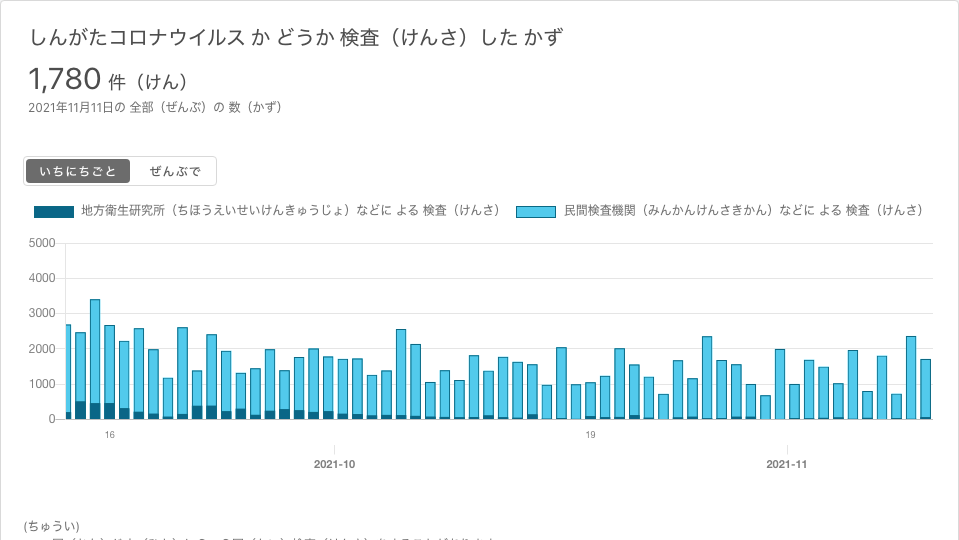 しんがたコロナウイルス か どうか 検査（けんさ）した かず
1,780 件（けん）
2021年11月11日の 全部（ぜんぶ）の 数（かず）
いちにちごと ぜんぶで
地方衛生研究所（ちほうえいせいけんきゅうじょ）などに よる 検査（けんさ） 民間検査機関（みんかんけんさきかん）などに よる 検査（けんさ）
5000
4000
3000
2000
1000
0
16 19
2021-10 2021-11
(ちゅうい)